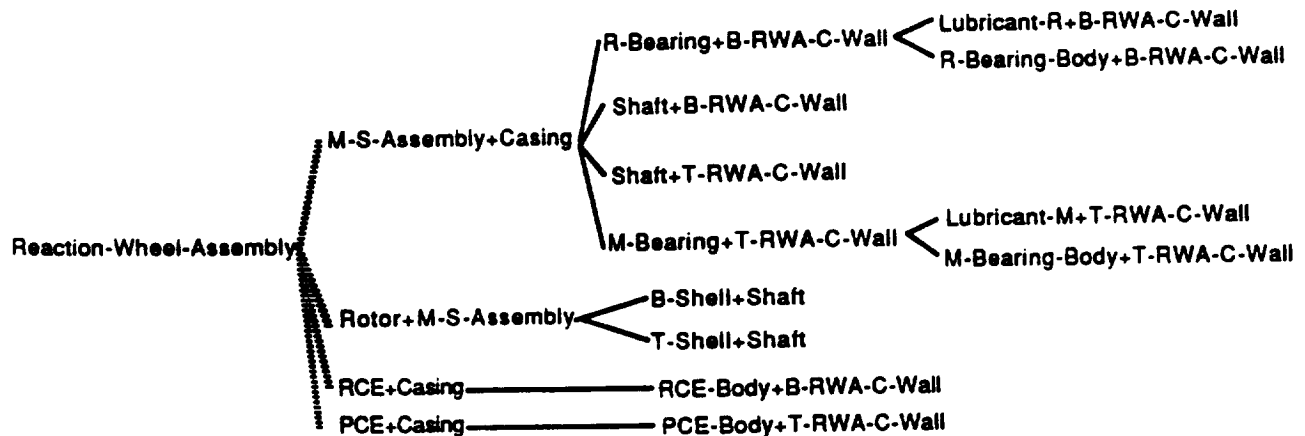 Lubricant-R+B-RWA-C-Wall
R-Bearing+B-RWA-C-Wall
R-Bearing-Body+B-RWA-C-Wall
Shaft+B-RWA-C-Wall
M-S-Assembly+Casing
Shaft+T-RWA-C-Wall
Lubricant-M+T-RWA-C-Wall
Reaction-Wheel-Assembly
M-Bearing+T-RWA-C-Wall
M-Bearing-Body+T-RWA-C-Wall
B-Shell+Shaft
Rotor+M-S-Assembly
T-Shell+Shaft
RCE+Casing
RCE-Body+B-RWA-C-Wall
PCE+Casing
PCE-Body+T-RWA-C-Wall